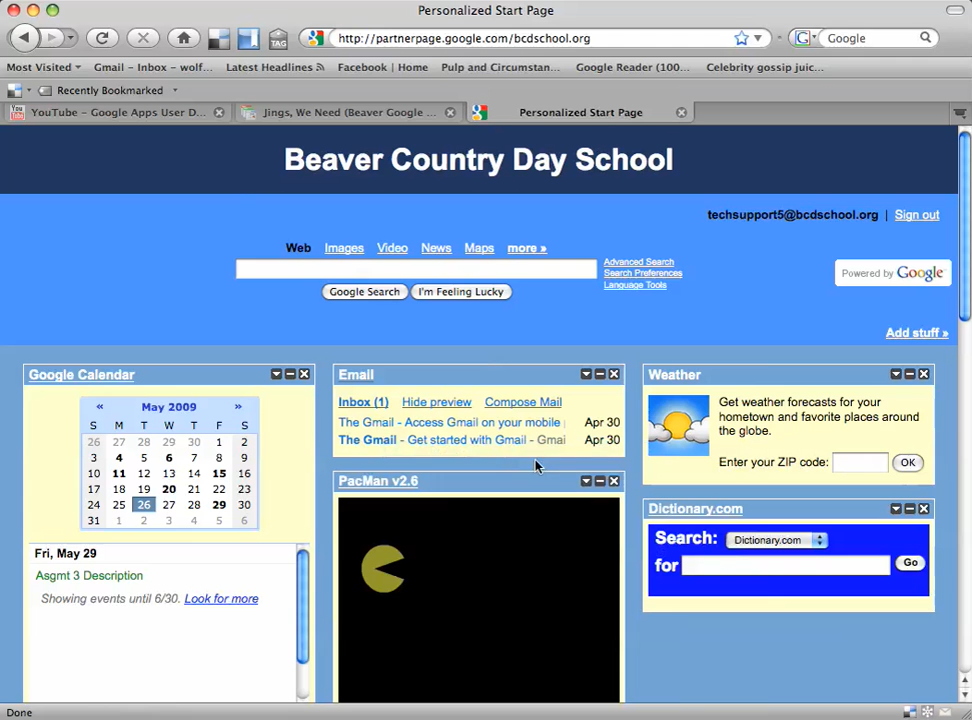 Personalized Start Page
http://partnerpage.google.com/bcdschool.org
Google
Most Visited
Gmail – Inbox – wolf...
Latest Headlines
Facebook | Home
Pulp and Circumstan...
Google Reader (100...
Celebrity gossip juic...
Recently Bookmarked
YouTube – Google Apps User D...
Jings, We Need (Beaver Google ...
Personalized Start Page
Beaver Country Day School
techsupport5@bcdschool.org | Sign out
Web Images Video News Maps more »
Advanced Search
Search Preferences
Language Tools
Google Search
I'm Feeling Lucky
Powered by Google
Add stuff »
Google Calendar
« May 2009 »
S M T W T F S
26 27 28 29 30 1 2
3 4 5 6 7 8 9
10 11 12 13 14 15 16
17 18 19 20 21 22 23
24 25 26 27 28 29 30
31 1 2 3 4 5 6
Fri, May 29
Asgmt 3 Description
Showing events until 6/30. Look for more
Email
Inbox (1) Hide preview Compose Mail
The Gmail - Access Gmail on your mobile Apr 30
The Gmail - Get started with Gmail - Gmai Apr 30
PacMan v2.6
Weather
Get weather forecasts for your
hometown and favorite places around
the globe.
Enter your ZIP code: OK
Dictionary.com
Search: Dictionary.com
for Go
Done